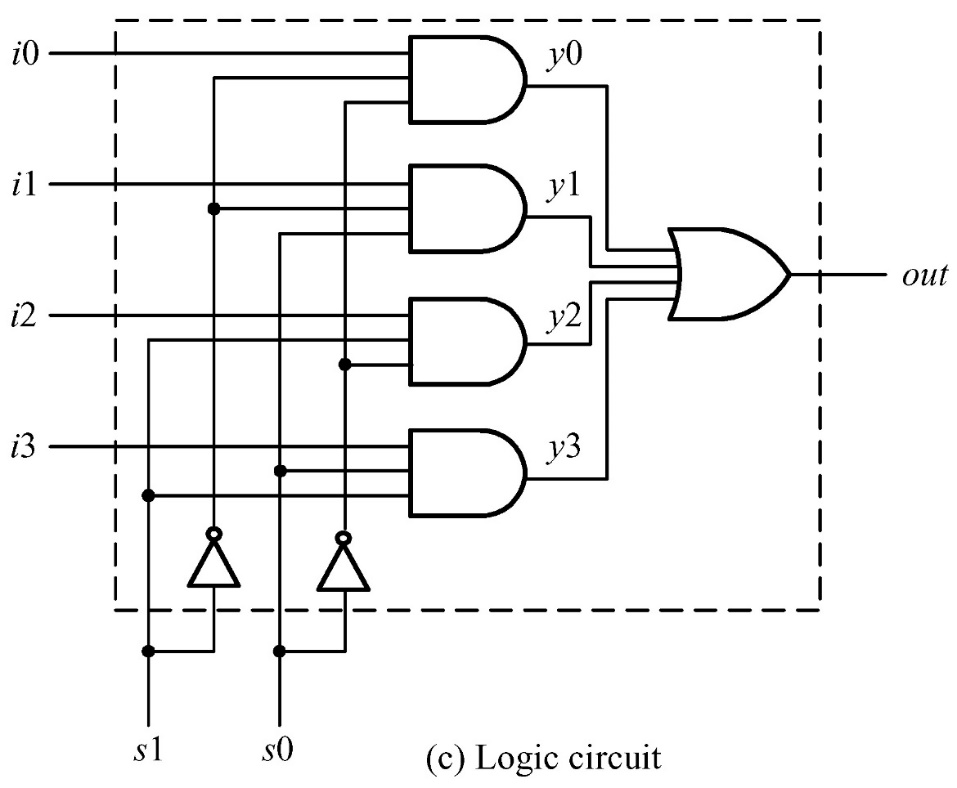 i0
y0
i1
y1
out
i2
y2
i3
y3
s1
s0
(c) Logic circuit